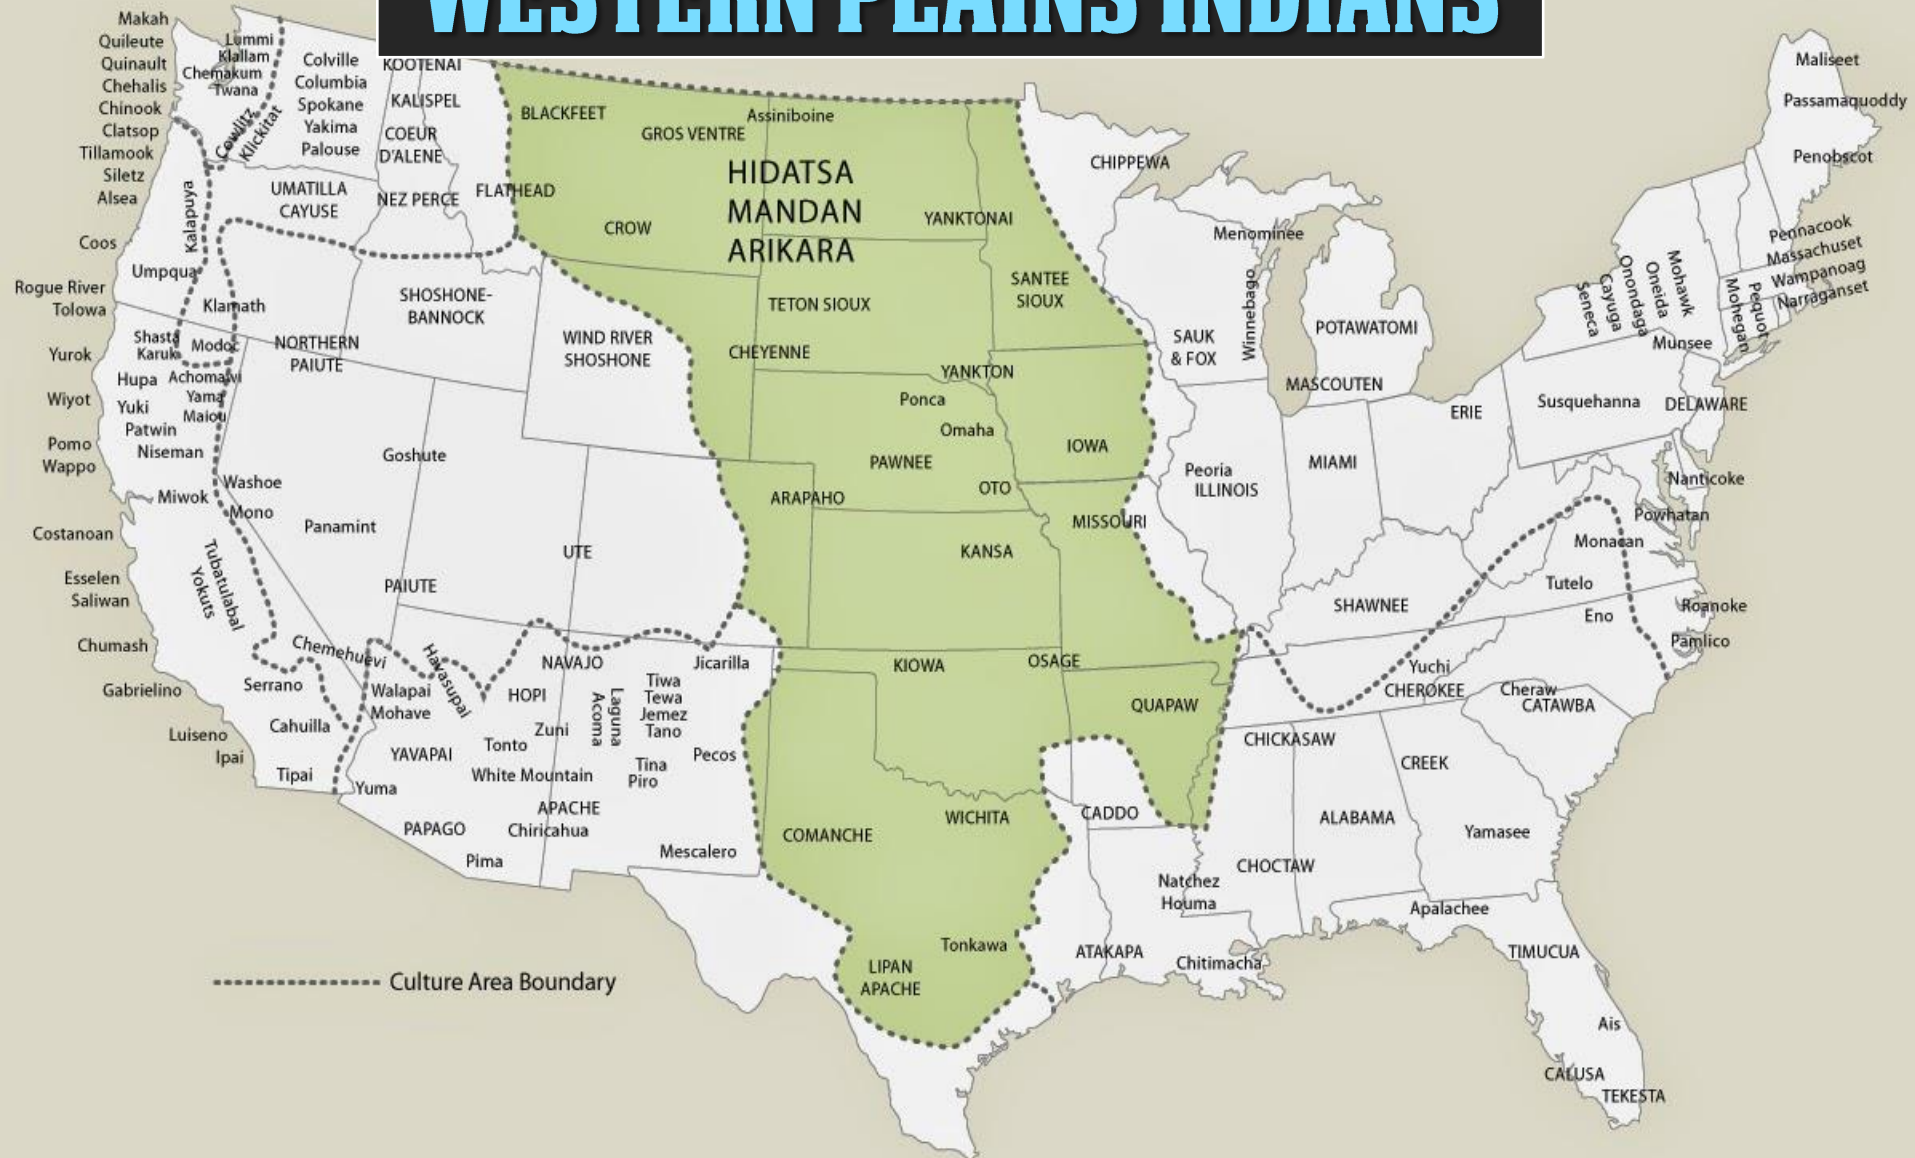 WESTERN PLAINS INDIANS
Makah
Quileute
Quinault
Chehalis
Chinook
Clatsop
Tillamook
Siletz
Alsea
Coos
Rogue River
Tolowa
Yurok
Wiyot
Pomo
Wappo
Costanoan
Esselen
Saliwan
Chumash
Gabrielino
Luiseno
Ipai
Lummi
Klallam
Chemakum
Twana
Cowlitz
Klickitat
Kalapuya
Umpqua
Colville
Columbia
Spokane
Yakima
Palouse
UMATILLA
CAYUSE
KOOTENAI
KALISPEL
COEUR
D'ALENE
NEZ PERCE
FLATHEAD
Klamath
Shasta
Karuk
Modoc
Hupa
Achomawi
Yama
Maiou
Yuki
Patwin
Niseman
Miwok
Washoe
Mono
Tubatulabal
Yokuts
NORTHERN
PAIUTE
SHOSHONE-
BANNOCK
WIND RIVER
SHOSHONE
Goshute
Panamint
UTE
PAIUTE
Chemehuevi
Serrano
Cahuilla
Tipai
Havasupai
Walapai
Mohave
YAVAPAI
Yuma
PAPAGO
Pima
NAVAJO
HOPI
Zuni
Tonto
White Mountain
APACHE
Chiricahua
Acoma
Laguna
Jicarilla
Tiwa
Tewa
Jemez
Tano
Pecos
Tina
Piro
Mescalero
BLACKFEET
GROS VENTRE
Assiniboine
HIDATSA
MANDAN
ARIKARA
CROW
YANKTONAI
SANTEE
SIOUX
TETON SIOUX
CHEYENNE
YANKTON
Ponca
Omaha
PAWNEE
IOWA
OTO
ARAPAHO
MISSOURI
KANSA
KIOWA
OSAGE
QUAPAW
COMANCHE
WICHITA
Tonkawa
LIPAN
APACHE
CHIPPEWA
Menominee
Winnebago
SAUK
& FOX
POTAWATOMI
MASCOUTEN
Peoria
ILLINOIS
MIAMI
ERIE
SHAWNEE
Susquehanna
DELAWARE
Munsee
Seneca
Cayuga
Onondaga
Oneida
Mohawk
Mohegan
Pequot
Maliseet
Passamaquoddy
Penobscot
Pennacook
Massachuset
Wampanoag
Narraganset
Nanticoke
Powhatan
Monacan
Tutelo
Eno
Roanoke
Pamlico
Yuchi
CHEROKEE
Cheraw
CATAWBA
CHICKASAW
CREEK
ALABAMA
Yamasee
CHOCTAW
CADDO
Natchez
Houma
ATAKAPA
Chitimacha
Apalachee
TIMUCUA
Ais
CALUSA
TEKESTA
Culture Area Boundary